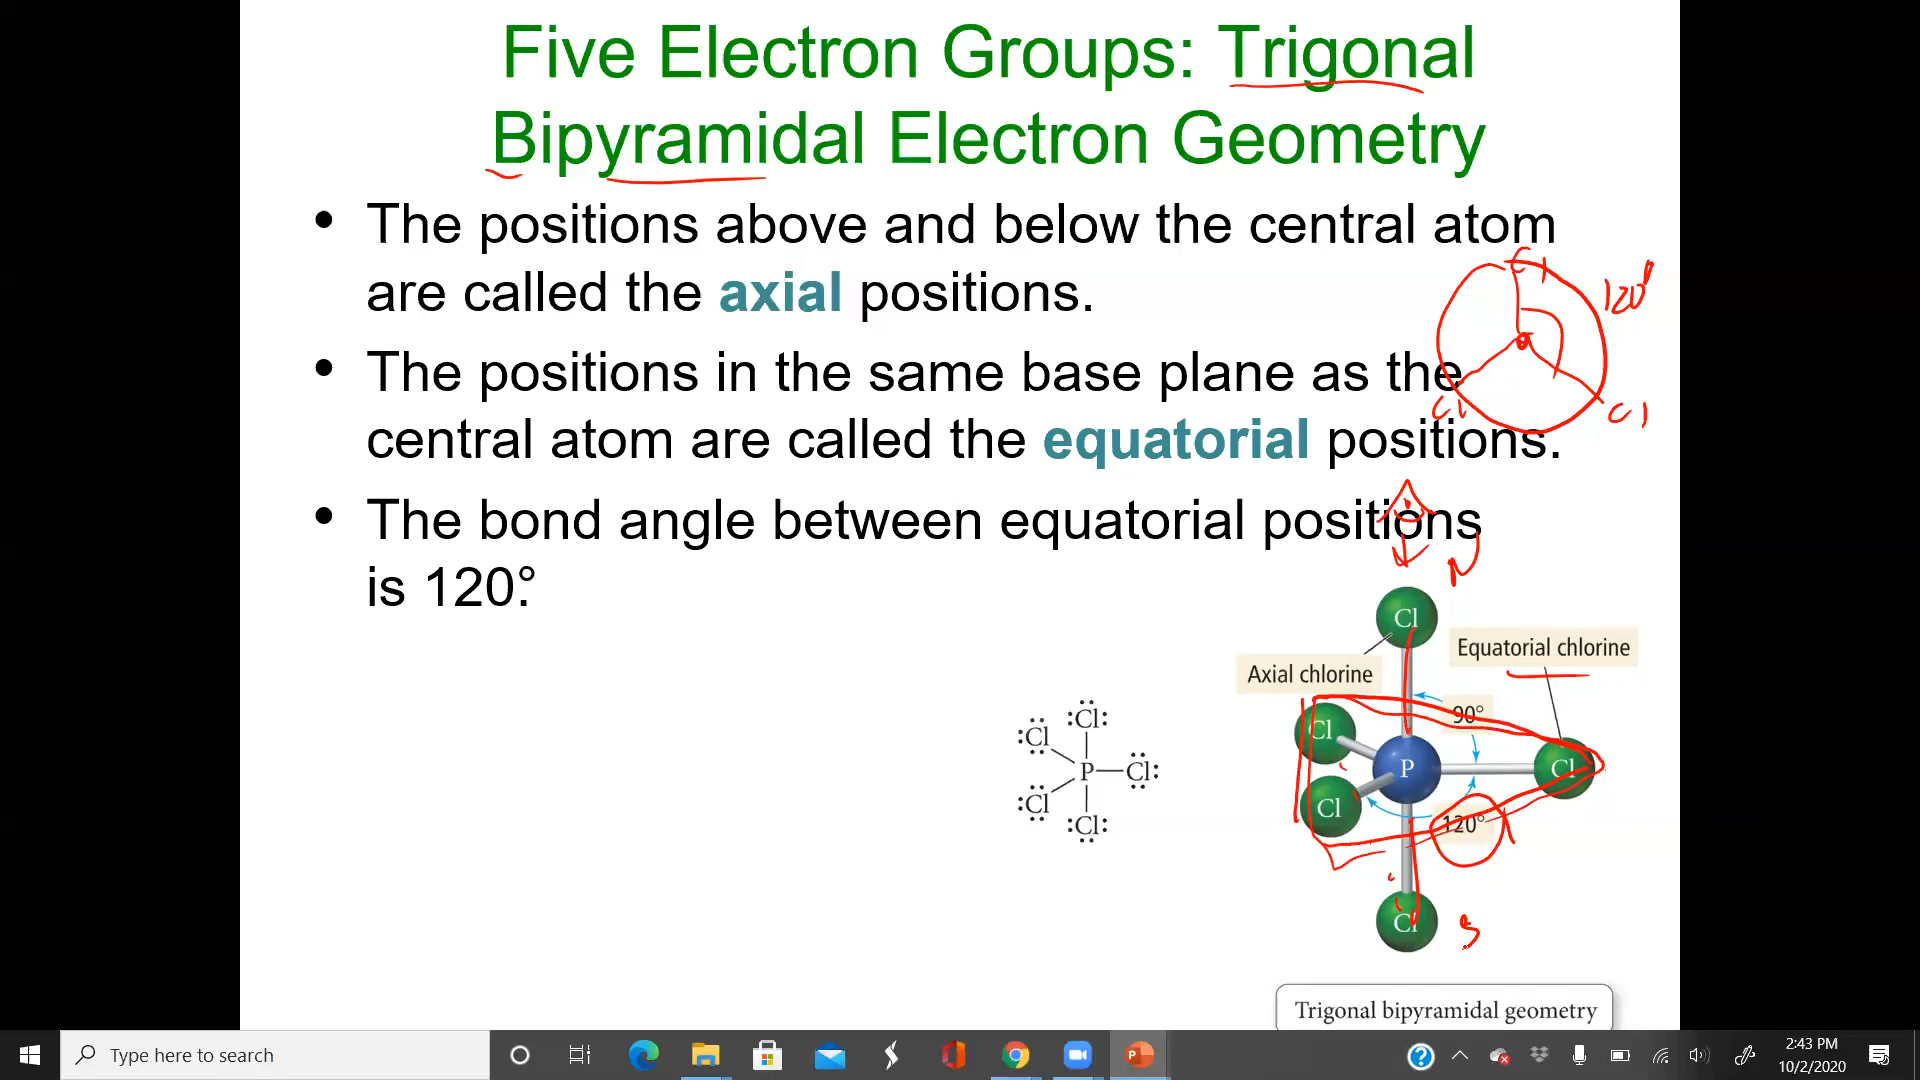 Five Electron Groups: Trigonal
Bipyramidal Electron Geometry
• The positions above and below the central atom
are called the axial positions.
• The positions in the same base plane as the
central atom are called the equatorial positions.
• The bond angle between equatorial positions
is 120°.
Cl
120°
Cl
Cl
N
Cl
Equatorial chlorine
Axial chlorine
90°
Cl
P
Cl
Cl
120°
Cl
S
:Cl:
:Cl
P
Cl:
:Cl
:Cl:
Trigonal bipyramidal geometry
Type here to search
2:43 PM
10/2/2020